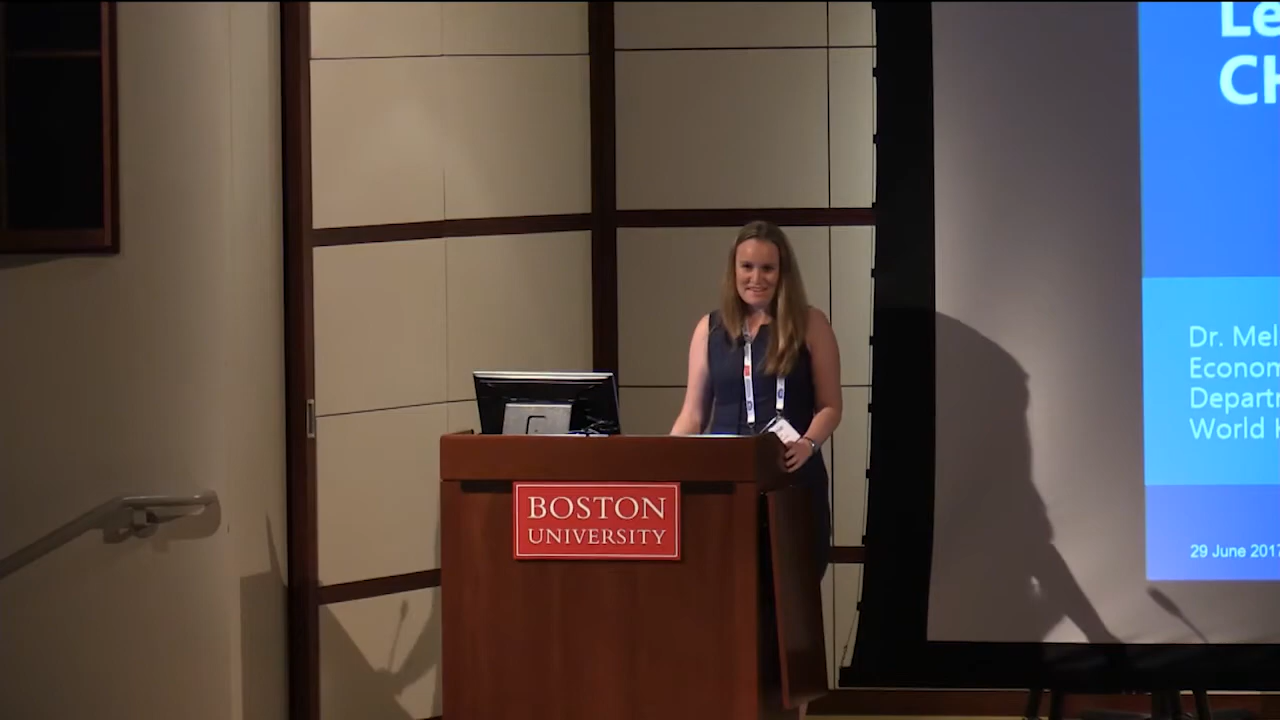 Le
CH
Dr. Mel
Econom
Departm
World H
29 June 2017
BOSTON
UNIVERSITY